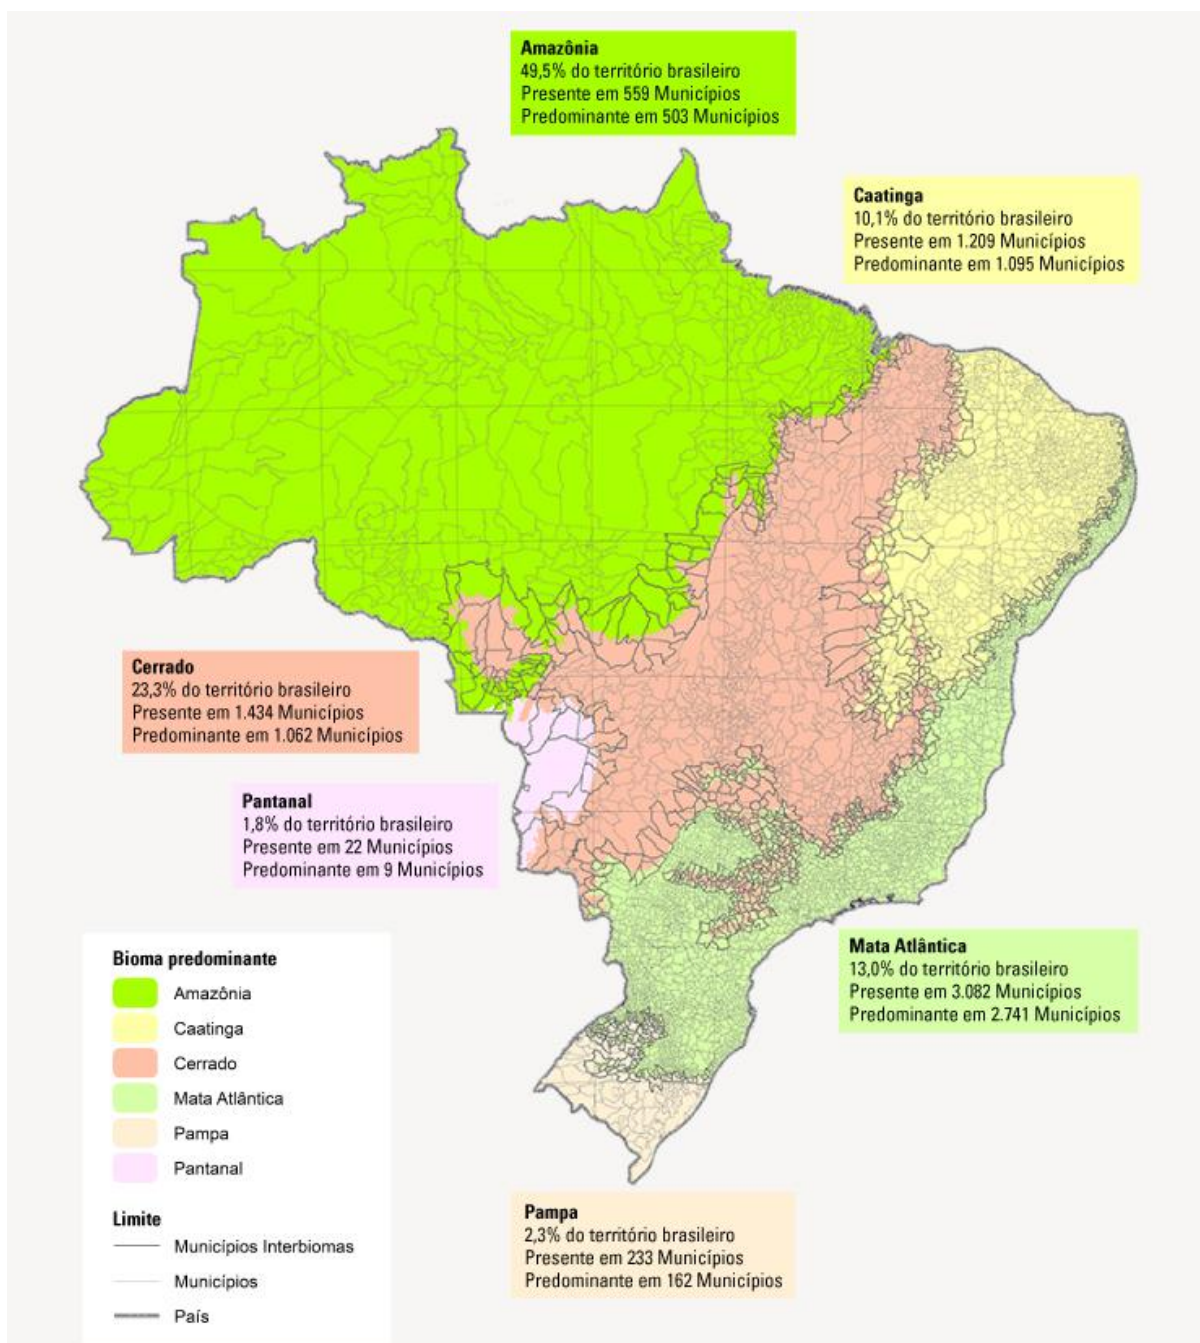 Amazônia
49,5% do território brasileiro
Presente em 559 Municípios
Predominante em 503 Municípios
Caatinga
10,1% do território brasileiro
Presente em 1.209 Municípios
Predominante em 1.095 Municípios
Cerrado
23,3% do território brasileiro
Presente em 1.434 Municípios
Predominante em 1.062 Municípios
Pantanal
1,8% do território brasileiro
Presente em 22 Municípios
Predominante em 9 Municípios
Mata Atlântica
13,0% do território brasileiro
Presente em 3.082 Municípios
Predominante em 2.741 Municípios
Bioma predominante
Amazônia
Caatinga
Cerrado
Mata Atlântica
Pampa
Pantanal
Limite
Municípios Interbiomas
Municípios
País
Pampa
2,3% do território brasileiro
Presente em 233 Municípios
Predominante em 162 Municípios